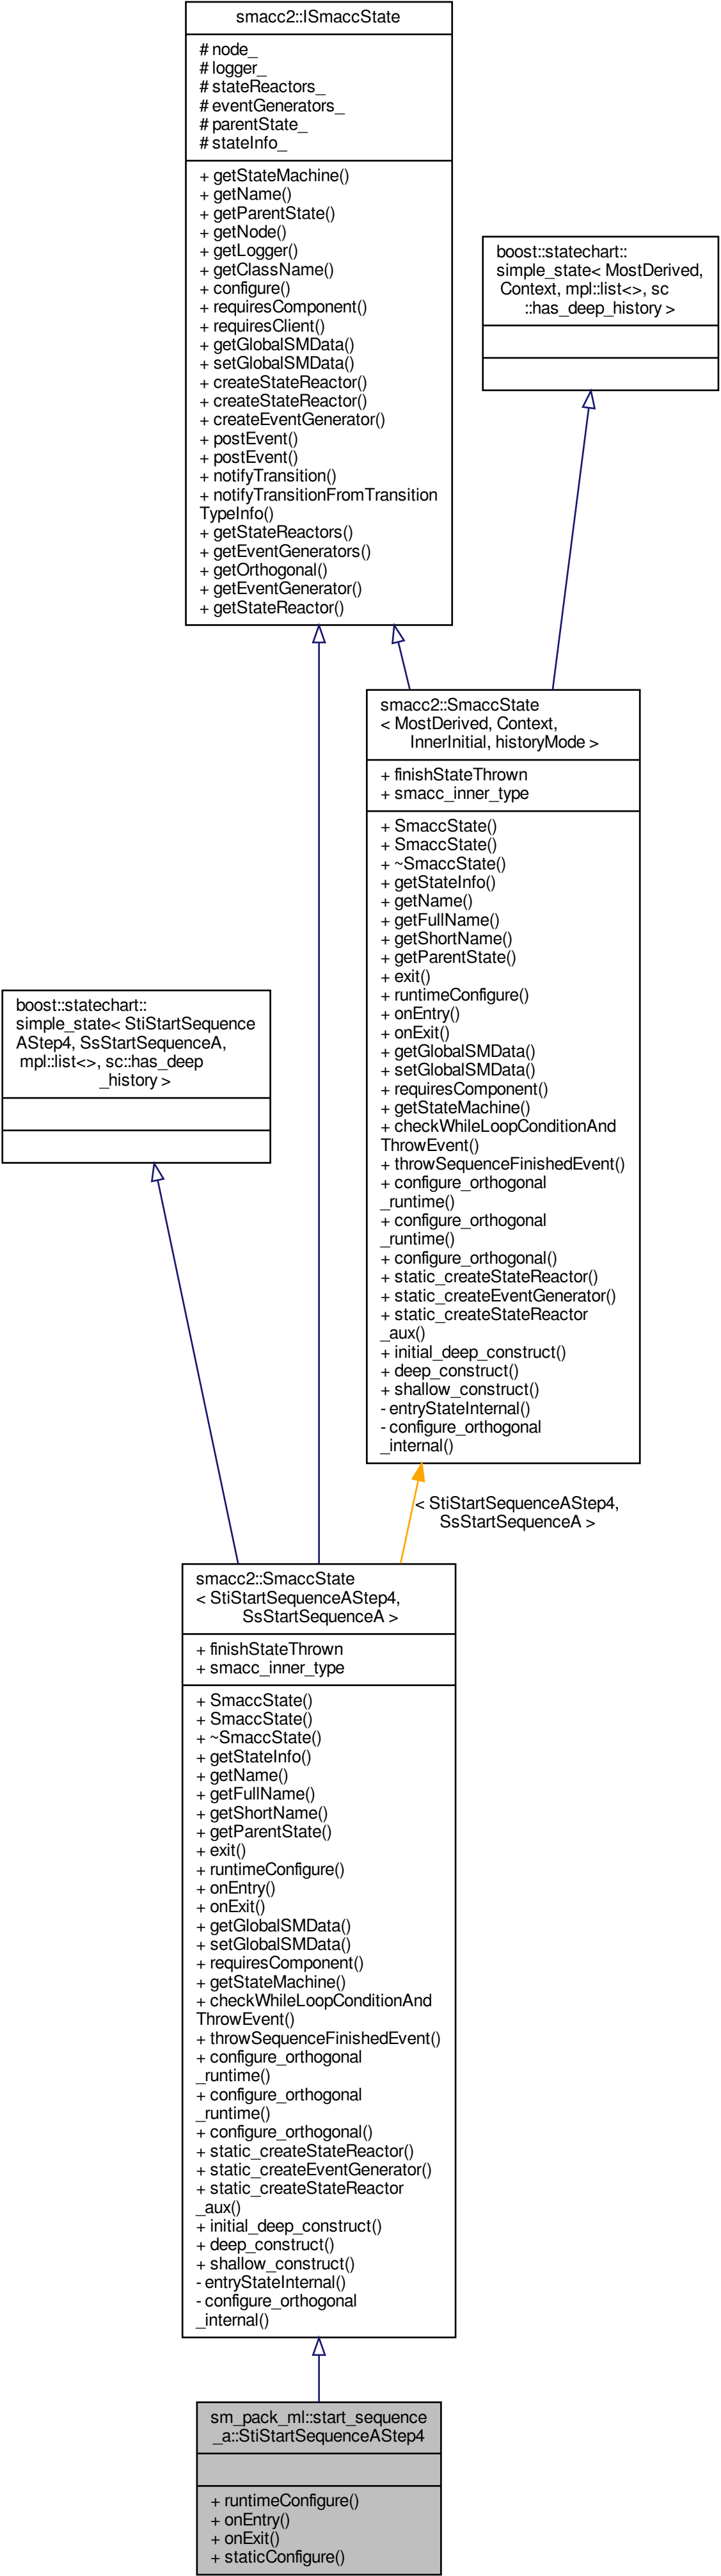 smacc2::ISmaccState
# node_
# logger_
# stateReactors_
# eventGenerators_
# parentState_
# stateInfo_
+ getStateMachine()
+ getName()
+ getParentState()
+ getNode()
+ getLogger()
+ getClassName()
+ configure()
+ requiresComponent()
+ requiresClient()
+ getGlobalSMData()
+ setGlobalSMData()
+ createStateReactor()
+ createStateReactor()
+ createEventGenerator()
+ postEvent()
+ postEvent()
+ notifyTransition()
+ notifyTransitionFromTransition
TypeInfo()
+ getStateReactors()
+ getEventGenerators()
+ getOrthogonal()
+ getEventGenerator()
+ getStateReactor()
boost::statechart::
simple_state< MostDerived,
Context, mpl::list<>, sc
::has_deep_history >
smacc2::SmaccState
< MostDerived, Context,
InnerInitial, historyMode >
+ finishStateThrown
+ smacc_inner_type
+ SmaccState()
+ SmaccState()
+ ~SmaccState()
+ getStateInfo()
+ getName()
+ getFullName()
+ getShortName()
+ getParentState()
+ exit()
+ runtimeConfigure()
+ onEntry()
+ onExit()
+ getGlobalSMData()
+ setGlobalSMData()
+ requiresComponent()
+ getStateMachine()
+ checkWhileLoopConditionAnd
ThrowEvent()
+ throwSequenceFinishedEvent()
+ configure_orthogonal
_runtime()
+ configure_orthogonal
_runtime()
+ configure_orthogonal()
+ static_createStateReactor()
+ static_createEventGenerator()
+ static_createStateReactor
_aux()
+ initial_deep_construct()
+ deep_construct()
+ shallow_construct()
- entryStateInternal()
- configure_orthogonal
_internal()
boost::statechart::
simple_state< StiStartSequence
AStep4, SsStartSequenceA,
mpl::list<>, sc::has_deep
_history >
< StiStartSequenceAStep4,
SsStartSequenceA >
smacc2::SmaccState
< StiStartSequenceAStep4,
SsStartSequenceA >
+ finishStateThrown
+ smacc_inner_type
+ SmaccState()
+ SmaccState()
+ ~SmaccState()
+ getStateInfo()
+ getName()
+ getFullName()
+ getShortName()
+ getParentState()
+ exit()
+ runtimeConfigure()
+ onEntry()
+ onExit()
+ getGlobalSMData()
+ setGlobalSMData()
+ requiresComponent()
+ getStateMachine()
+ checkWhileLoopConditionAnd
ThrowEvent()
+ throwSequenceFinishedEvent()
+ configure_orthogonal
_runtime()
+ configure_orthogonal
_runtime()
+ configure_orthogonal()
+ static_createStateReactor()
+ static_createEventGenerator()
+ static_createStateReactor
_aux()
+ initial_deep_construct()
+ deep_construct()
+ shallow_construct()
- entryStateInternal()
- configure_orthogonal
_internal()
sm_pack_ml::start_sequence
_a::StiStartSequenceAStep4
+ runtimeConfigure()
+ onEntry()
+ onExit()
+ staticConfigure()